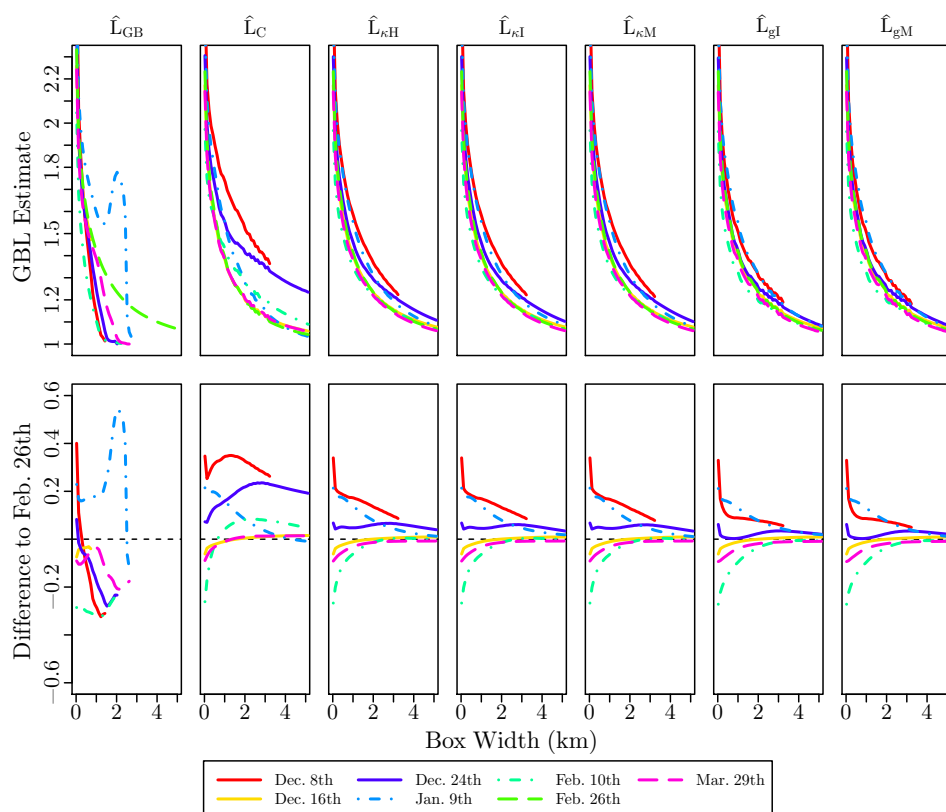 L̂GB L̂C L̂κH L̂κI L̂κM L̂gI L̂gM
GBL Estimate
2.2
2
1.8
1.5
1.2
1
Difference to Feb. 26th
0.6
0.4
0.2
0
−0.2
−0.6
0 2 4 0 2 4 0 2 4 0 2 4 0 2 4 0 2 4 0 2 4
Box Width (km)
Dec. 8th Dec. 24th Feb. 10th Mar. 29th
Dec. 16th Jan. 9th Feb. 26th